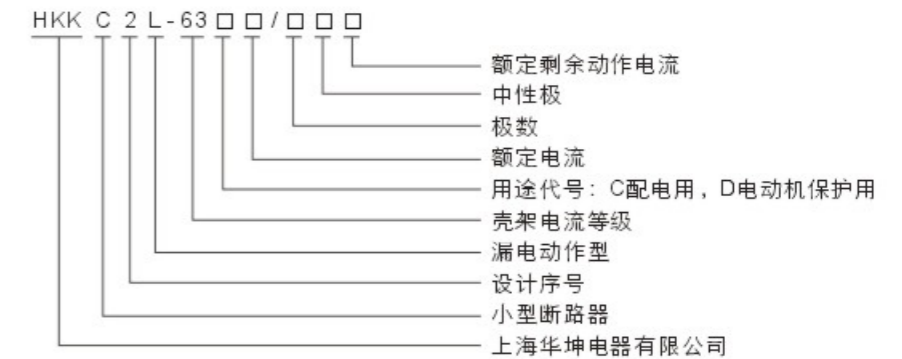 HKK C 2 L-63 □ □ / □ □ □
额定剩余动作电流
中性极
极数
额定电流
用途代号：C配电用，D电动机保护用
壳架电流等级
漏电动作型
设计序号
小型断路器
上海华坤电器有限公司